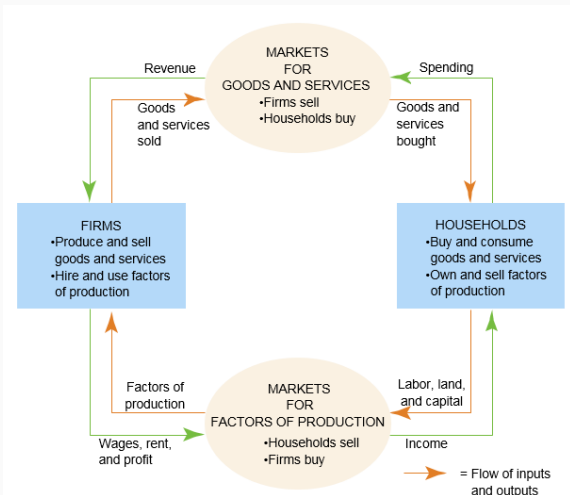 MARKETS
FOR
GOODS AND SERVICES
•Firms sell
•Households buy
Revenue
Spending
Goods
and services
sold
Goods and
services
bought
FIRMS
•Produce and sell
goods and services
•Hire and use factors
of production
HOUSEHOLDS
•Buy and consume
goods and services
•Own and sell factors
of production
Factors of
production
Labor, land,
and capital
MARKETS
FOR
FACTORS OF PRODUCTION
•Households sell
•Firms buy
Wages, rent,
and profit
Income
= Flow of inputs
and outputs